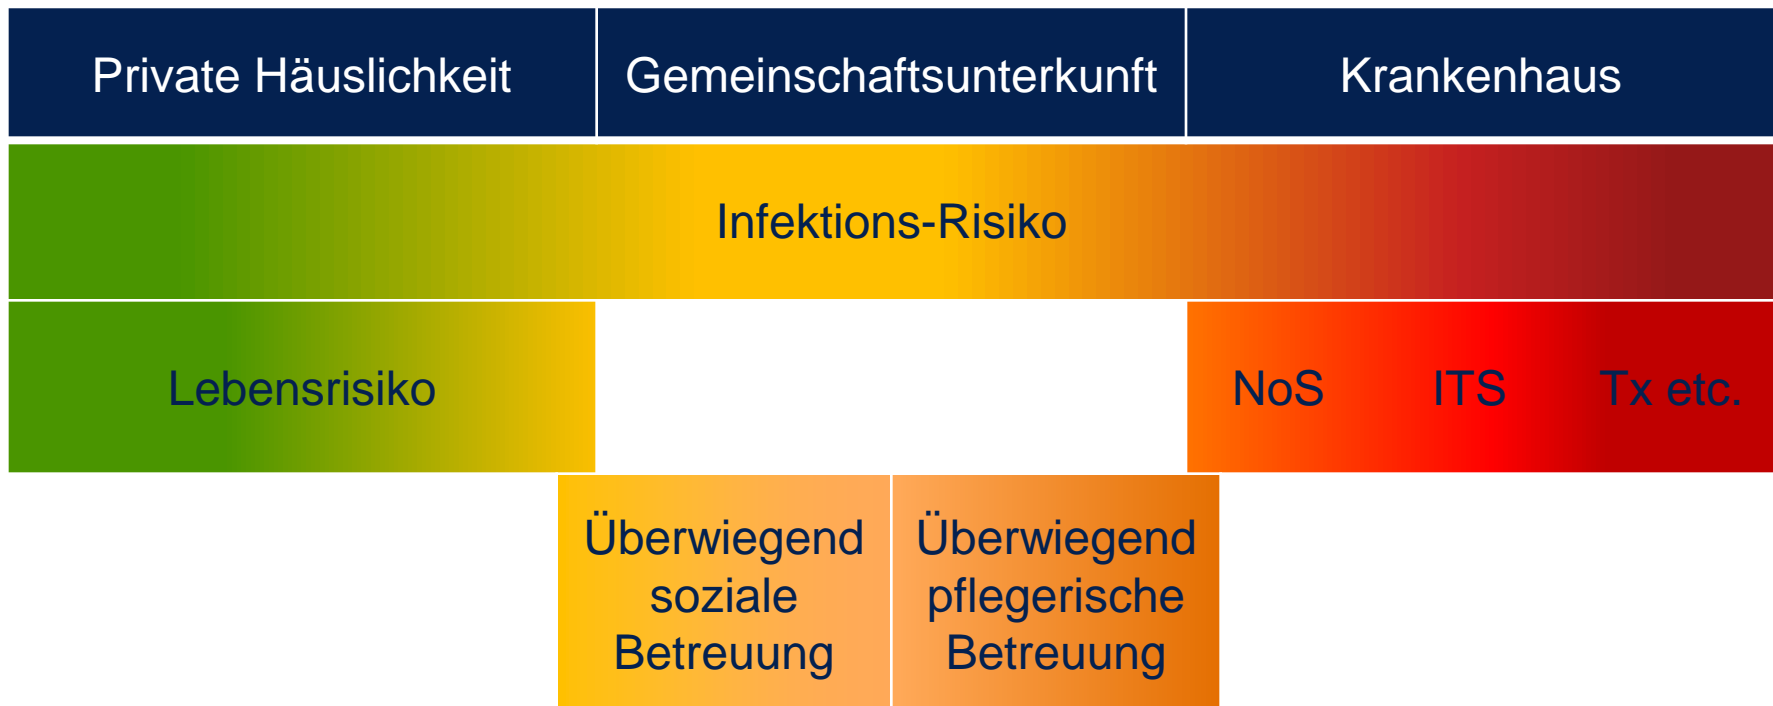 Private Häuslichkeit
Gemeinschaftsunterkunft
Krankenhaus
Infektions-Risiko
Lebensrisiko
NoS
ITS
Tx etc.
Überwiegend
soziale
Betreuung
Überwiegend
pflegerische
Betreuung